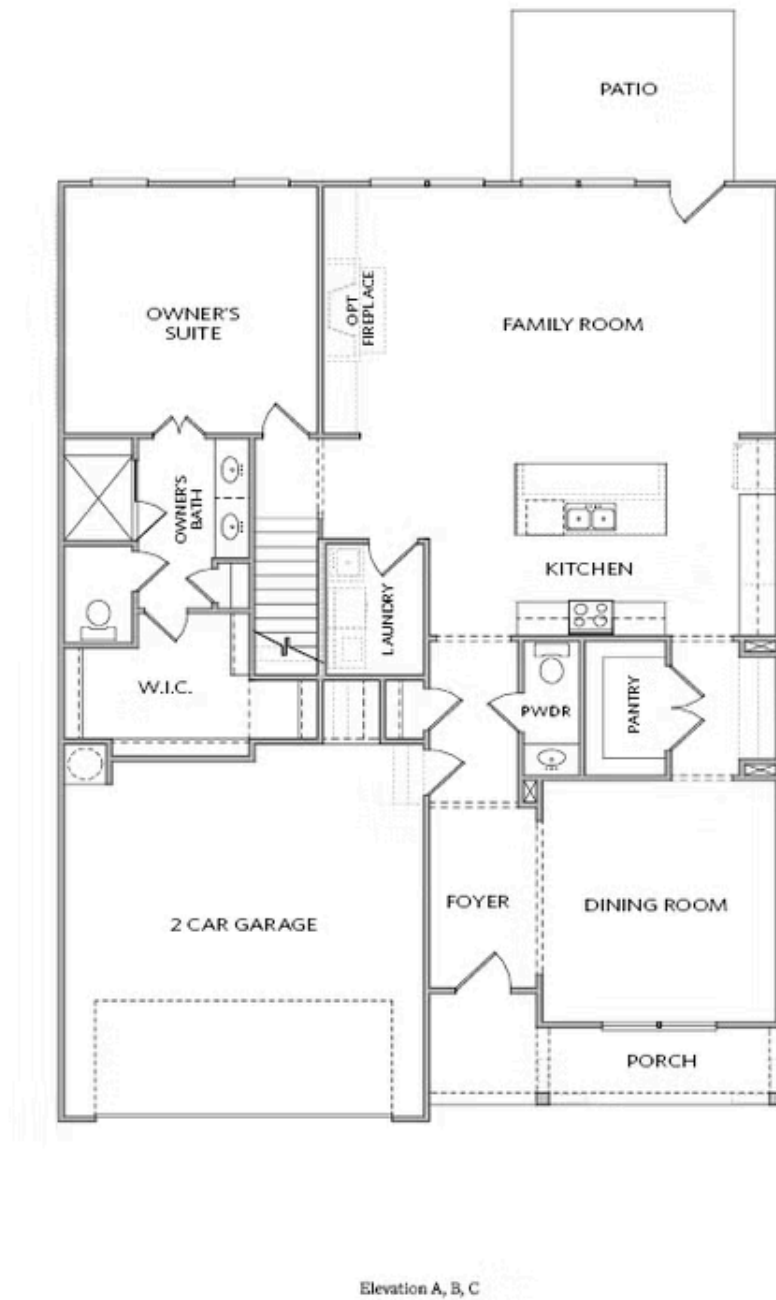 PATIO
OWNER'S
SUITE
OPT
FIREPLACE
FAMILY ROOM
OWNER'S
BATH
KITCHEN
LAUNDRY
W.I.C.
PWDR
PANTRY
2 CAR GARAGE
FOYER
DINING ROOM
PORCH
Elevation A, B, C